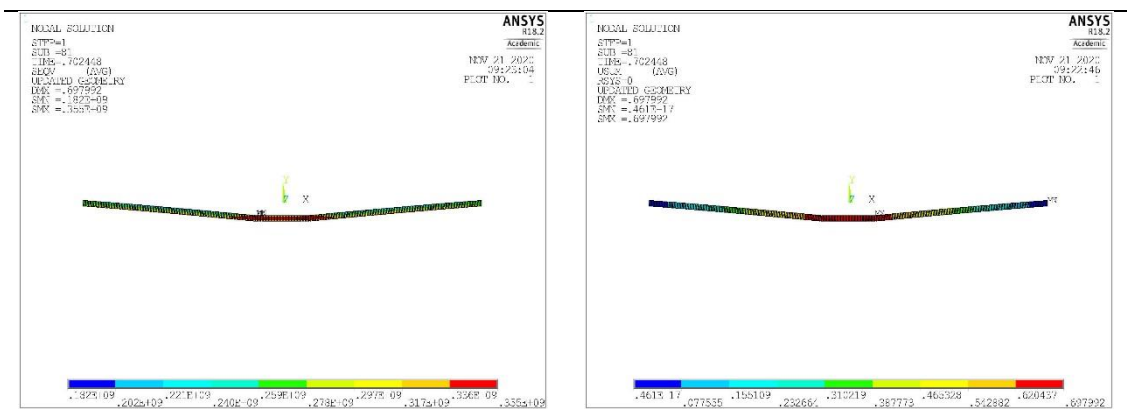 NODAL SOLUTION
STEP=1
SUB =81
TIME=.702448
SEQV (AVG)
UPDATED GEOMETRY
DMX =.697992
SMN =.182E+09
SMX =.355E+09
ANSYS
R18.2
Academic
NOV 21 2020
09:23:04
PLOT NO. 1
Y
Z
X
.182E+09
.202E+09
.221E+09
.240E+09
.259E+09
.278E+09
.297E+09
.317E+09
.336E+09
.355E+09
NODAL SOLUTION
STEP=1
SUB =81
TIME=.702448
USUM (AVG)
RSYS=0
UPDATED GEOMETRY
DMX =.697992
SMN =.461E-17
SMX =.697992
ANSYS
R18.2
Academic
NOV 21 2020
09:22:46
PLOT NO. 1
Y
Z
X
MX
MN
.461E-17
.077555
.155109
.232664
.310219
.387773
.465328
.542882
.620437
.697992